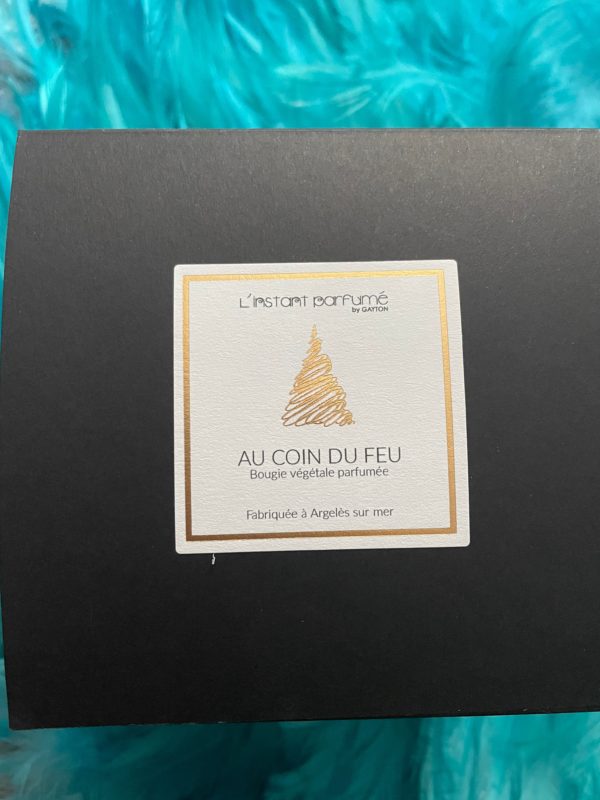 L'instant parfumé
by GAYTON
AU COIN DU FEU
Bougie végétale parfumée
Fabriquée à Argelès sur mer